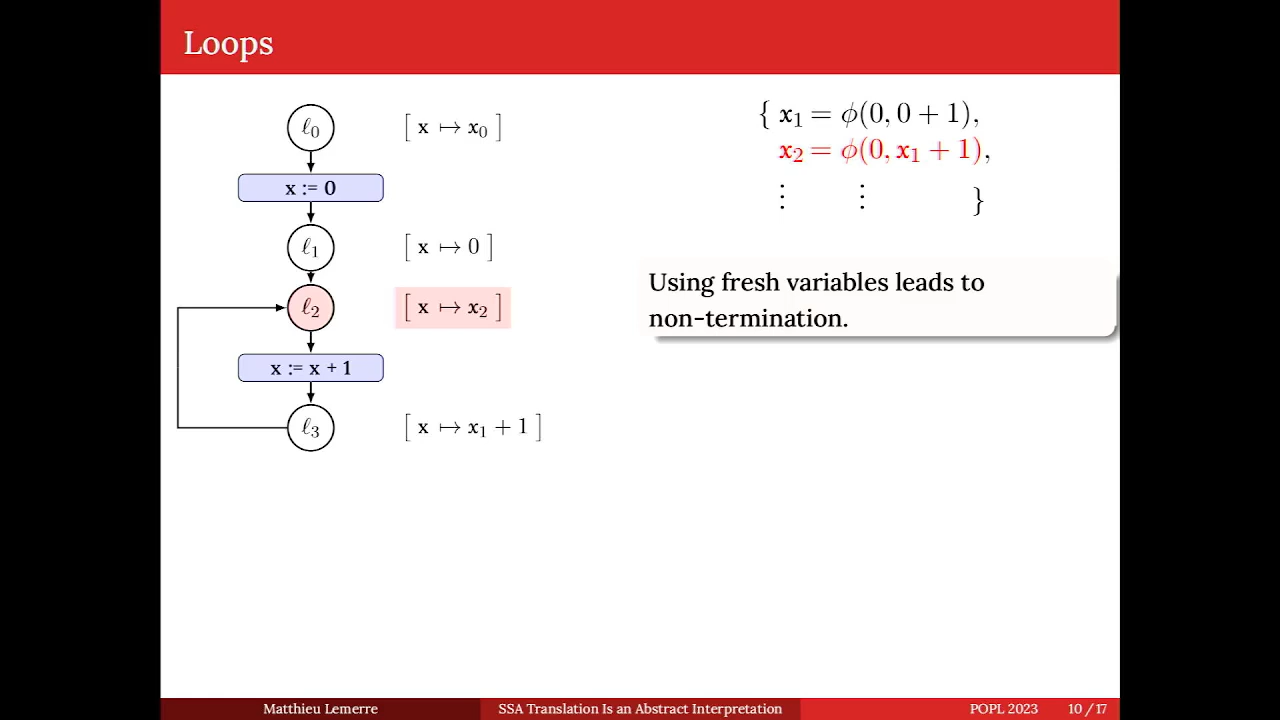 Loops
ℓ0
[ x ↦ x0 ]
{ x1 = ϕ(0, 0 + 1),
x2 = ϕ(0, x1 + 1),
⋮ ⋮ }
x := 0
ℓ1
[ x ↦ 0 ]
Using fresh variables leads to
non-termination.
ℓ2
[ x ↦ x2 ]
x := x + 1
ℓ3
[ x ↦ x1 + 1 ]
Matthieu Lemerre
SSA Translation Is an Abstract Interpretation
POPL 2023
10 / 17